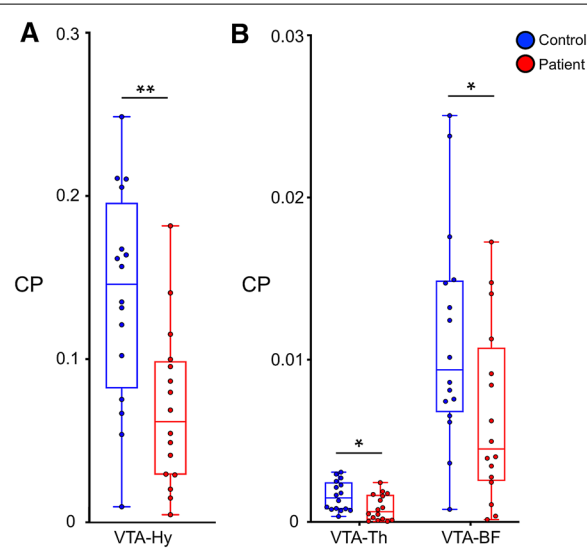 A
B
0.3
0.2
0.1
0
CP
**
VTA-Hy
0.03
0.02
0.01
0
CP
*
*
VTA-Th
VTA-BF
Control
Patient